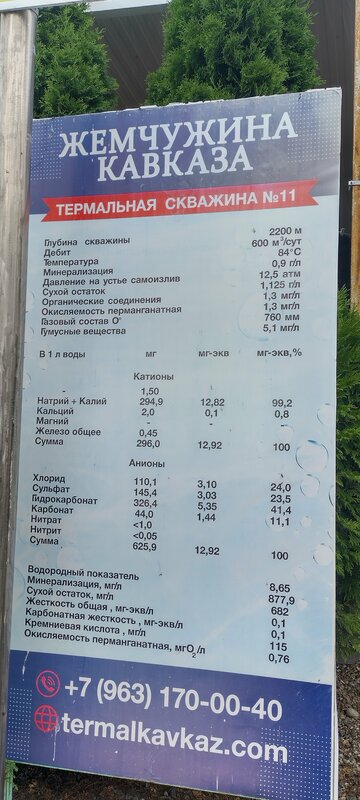 ЖЕМЧУЖИНА
КАВКАЗА
ТЕРМАЛЬНАЯ СКВАЖИНА №11
Глубина скважины 2200 м
Дебит 600 м³/сут
Температура 84°С
Минерализация 0,9 г/л
Давление на устье самоизлив 12,5 атм
Сухой остаток 1,125 г/л
Органические соединения 1,3 мг/л
Окисляемость перманганатная 1,3 мг/л
Газовый состав О° 760 мм
Гумусные вещества 5,1 мг/л
В 1 л воды мг мг-экв мг-экв,%
Катионы
- 1,50 -
Натрий + Калий 294,9 12,82 99,2
Кальций 2,0 0,1 0,8
Магний - -
Железо общее 0,45
Сумма 296,0 12,92 100
Анионы
Хлорид 110,1 3,10 24,0
Сульфат 145,4 3,03 23,5
Гидрокарбонат 326,4 5,35 41,4
Карбонат 44,0 1,44 11,1
Нитрат <1,0
Нитрит <0,05
Сумма 625,9 12,92 100
Водородный показатель 8,65
Минерализация, мг/л 877,9
Сухой остаток, мг/л 682
Жесткость общая , мг-экв/л 0,1
Карбонатная жесткость , мг-экв/л 0,1
Кремниевая кислота , мг/л 115
Окисляемость перманганатная, мгО₂/л 0,76
+7 (963) 170-00-40
termalkavkaz.com